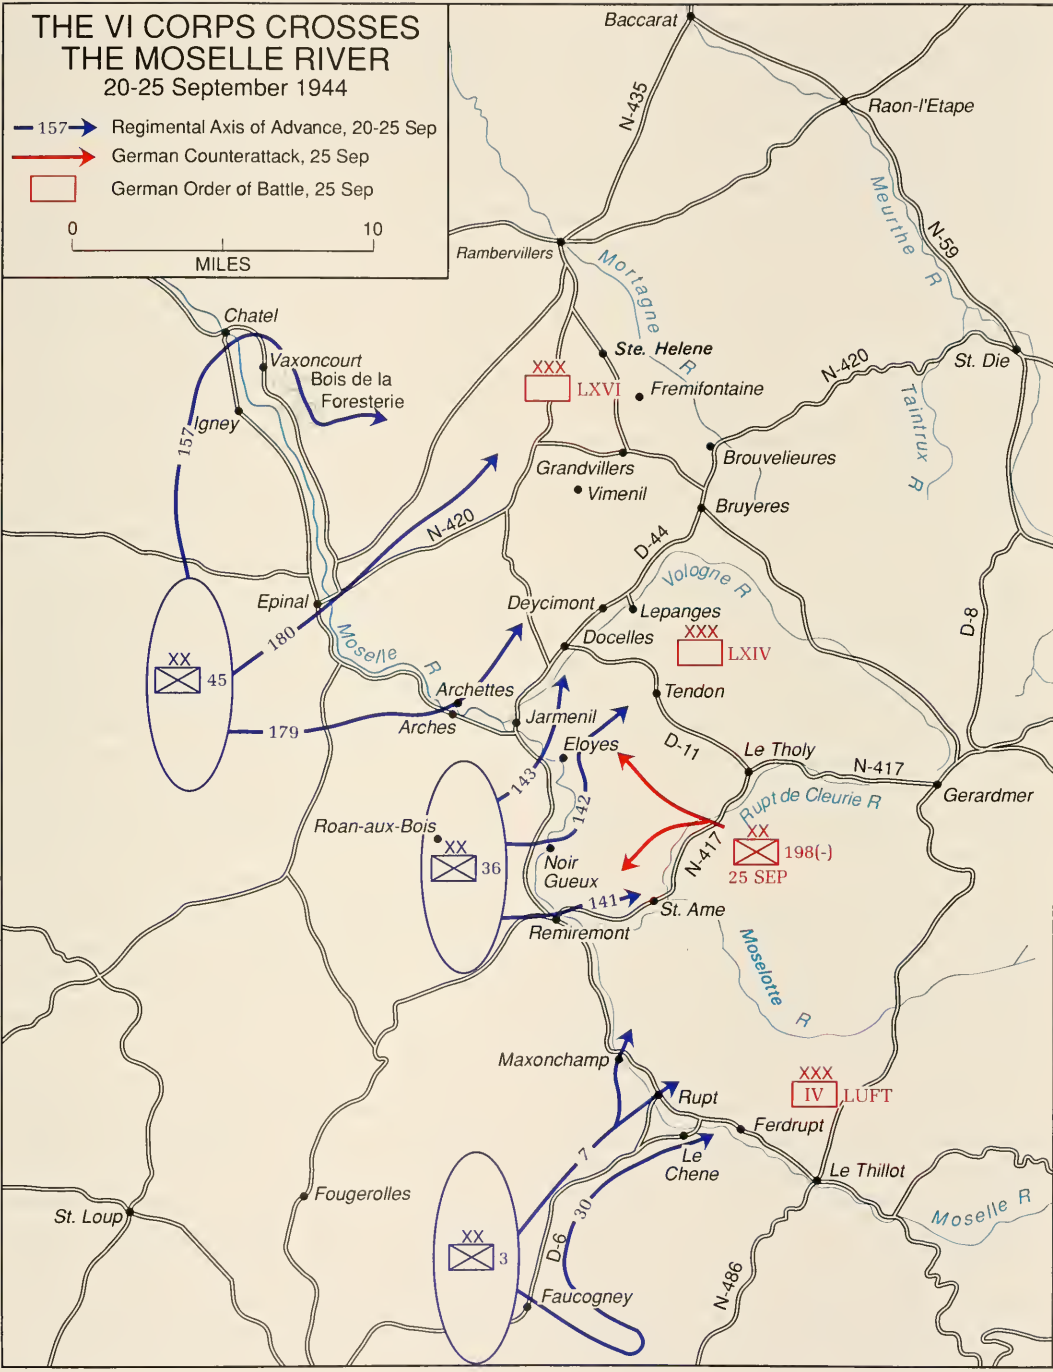 THE VI CORPS CROSSES
THE MOSELLE RIVER
20-25 September 1944
157 Regimental Axis of Advance, 20-25 Sep
German Counterattack, 25 Sep
German Order of Battle, 25 Sep
0 10
MILES
Baccarat
N-435
Raon-l'Etape
Meurthe R
N-59
Rambervillers
Mortagne R
Chatel
Vaxoncourt
Bois de la
Foresterie
Igney
157
Ste. Helene
XXX
LXVI
Fremifontaine
N-420
St. Die
Taintrux R
Grandvillers
Brouvelieures
Vimenil
Bruyeres
N-420
D-44
Vologne R
Epinal
Deycimont
Lepanges
D-8
180
Moselle R
Docelles
XXX
LXIV
XX
45
Archettes
Tendon
179
Arches
Jarmenil
D-11
Eloyes
Le Tholy
N-417
143
142
Rupt de Cleurie R
Gerardmer
Roan-aux-Bois
XX
36
Noir
Gueux
N-417
XX
198(-)
25 SEP
141
St. Ame
Remiremont
Moselotte R
Maxonchamp
XXX
IV LUFT
Rupt
Ferdrupt
7
Le
Chene
Le Thillot
Fougerolles
30
Moselle R
St. Loup
XX
3
D-6
N-486
Faucogney